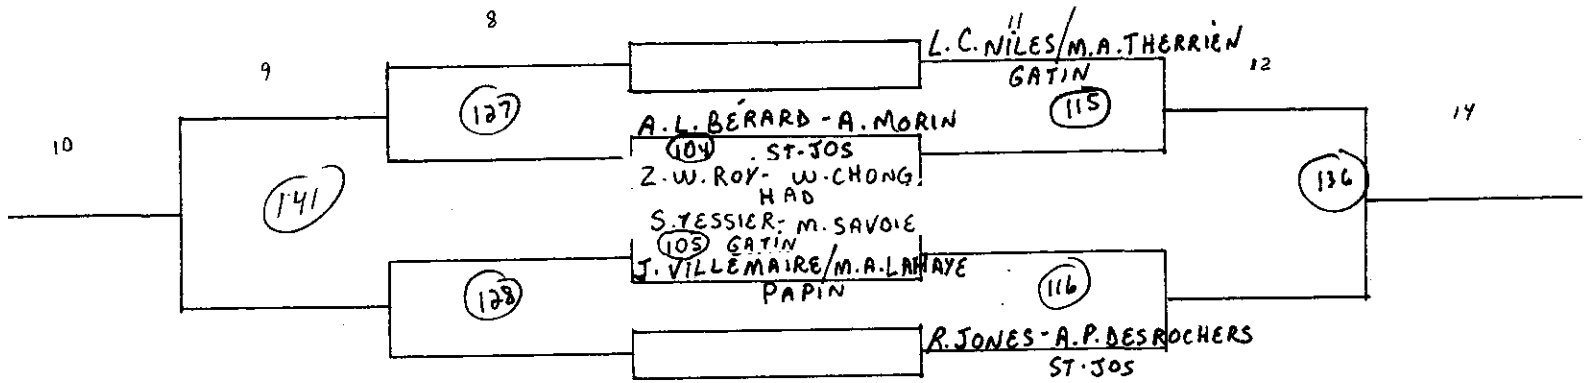 8
11
L.C. NILES/M.A. THERRIEN
9
GATIN
12
127
115
A.L. BÉRARD - A. MORIN
14
10
104 ST-JOS
Z.W. ROY - W. CHONG
HAD
141
136
S. TESSIER - M. SAVOIE
105 GATIN
J. VILLEMAIRE/M.A. LAHAYE
128
PAPIN
116
R. JONES - A.P. DESROCHERS
ST-JOS